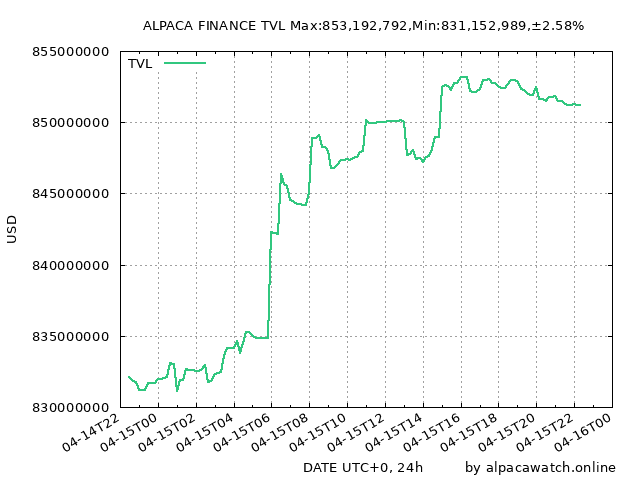 ALPACA FINANCE TVL Max:853,192,792,Min:831,152,989,±2.58%
TVL
855000000
850000000
845000000
840000000
835000000
830000000
USD
04-14T22
04-15T00
04-15T02
04-15T04
04-15T06
04-15T08
04-15T10
04-15T12
04-15T14
04-15T16
04-15T18
04-15T20
04-15T22
04-16T00
DATE UTC+0, 24h
by alpacawatch.online